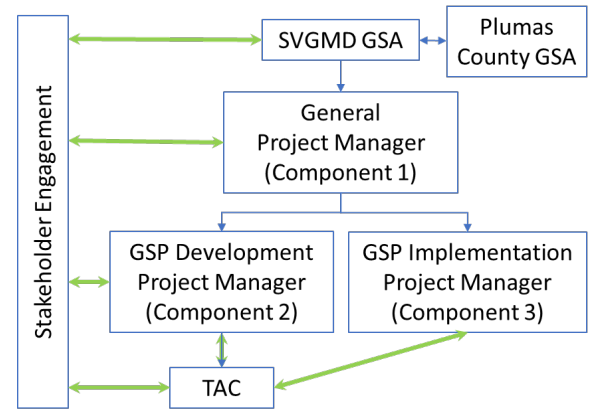 Stakeholder Engagement
SVGMD GSA
Plumas
County GSA
General
Project Manager
(Component 1)
GSP Development
Project Manager
(Component 2)
GSP Implementation
Project Manager
(Component 3)
TAC